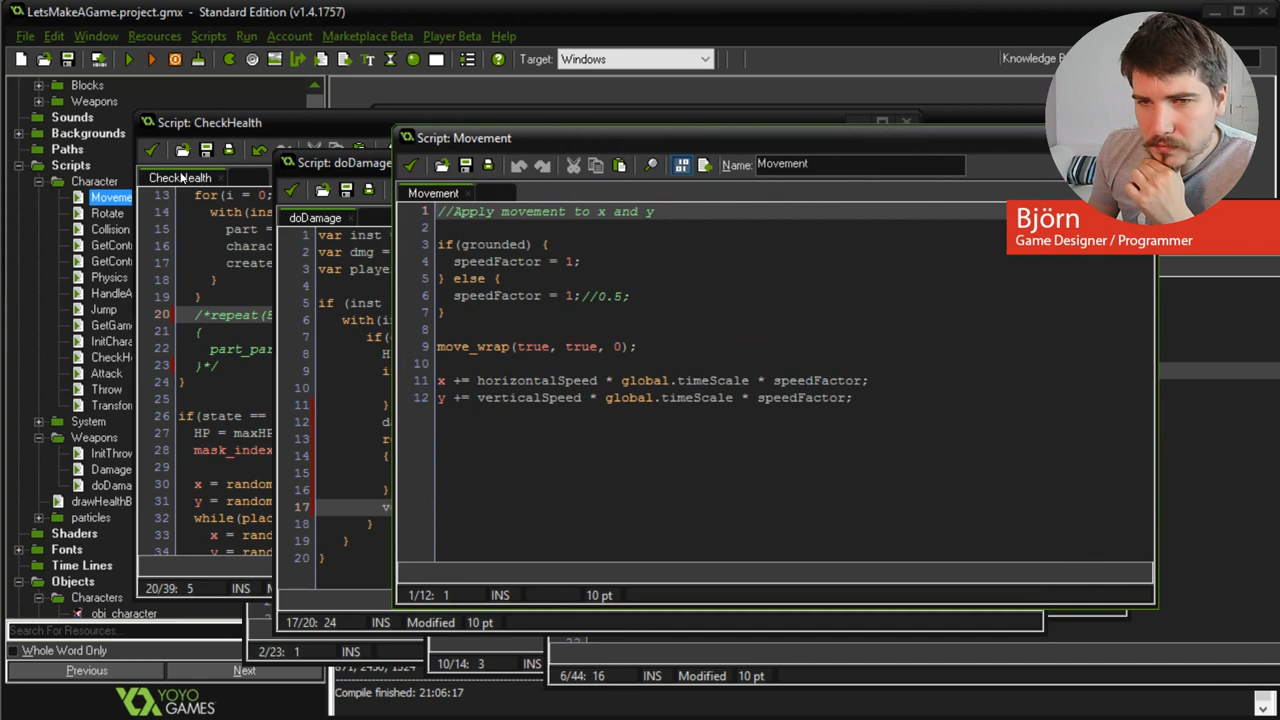 LetsMakeAGame.project.gmx - Standard Edition (v1.4.1757)
File Edit Window Resources Scripts Run Account Marketplace Beta Player Beta Help
Target: Windows
Knowledge B
Blocks
Weapons
Sounds
Backgrounds
Paths
Scripts
Character
Moveme
Rotate
Collision
GetCont
GetCont
Physics
HandleA
Jump
GetGam
InitChara
CheckH
Attack
Throw
Transfor
System
Weapons
InitThrow
Damage
doDama
drawHealthB
particles
Shaders
Fonts
Time Lines
Objects
Characters
obj_character
Search For Resources...
Whole Word Only
Previous Next
YOYO
GAMES
Script: CheckHealth
CheckHealth
13 for(i = 0;
14 with(ins
15 part =
16 charac
17 create
18 }
19 }
20 /*repeat(
21 {
22 part_par
23 }*/
24 }
25
26 if(state ==
27 HP = maxHP
28 mask_index
29
30 x = random
31 y = random
32 while(plac
33 x = rand
34 y = rand
20/39: 5 INS
Script: doDamage
doDamage
1 var inst
2 var dmg =
3 var player
4
5 if (inst
6 with(in
7 if(
8 H
9 i
10
11 }
12 d
13 r
14 {
15
16 }
17 v
18 }
19 }
20 }
17/20: 24 INS Modified 10 pt
Script: Movement
Name: Movement
Movement
1 //Apply movement to x and y
2
3 if(grounded) {
4 speedFactor = 1;
5 } else {
6 speedFactor = 1;//0.5;
7 }
8
9 move_wrap(true, true, 0);
10
11 x += horizontalSpeed * global.timeScale * speedFactor;
12 y += verticalSpeed * global.timeScale * speedFactor;
1/12: 1 INS 10 pt
2/23: 1 INS
10/14: 3 INS
6/44: 16 INS Modified 10 pt
Compile finished: 21:06:17
Björn
Game Designer / Programmer